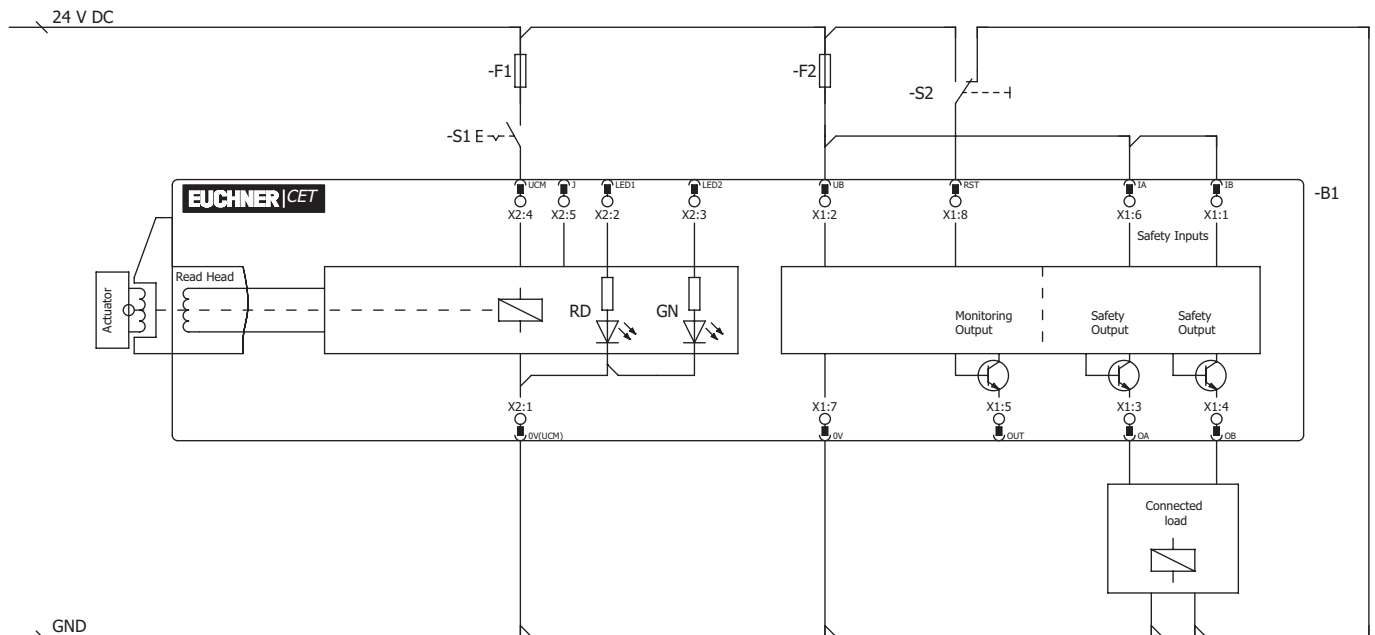 24 V DC
-F1
-F2
-S2
-S1 E
EUCHNER CET
UCM
J
LED1
LED2
UB
RST
IA
IB
-B1
X2:4
X2:5
X2:2
X2:3
X1:2
X1:8
X1:6
X1:1
Safety Inputs
Read Head
Actuator
RD
GN
Monitoring
Output
Safety
Output
Safety
Output
X2:1
X1:7
X1:5
X1:3
X1:4
0V(UCM)
0V
OUT
OA
OB
Connected
load
GND